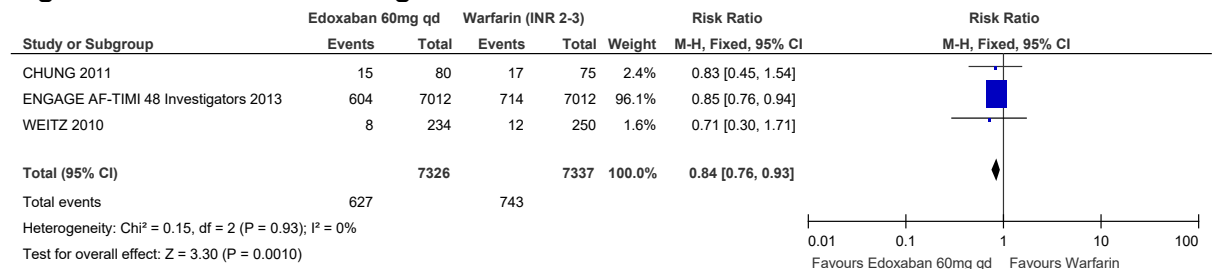 Edoxaban 60mg qd Warfarin (INR 2-3) Risk Ratio Risk Ratio
Study or Subgroup Events Total Events Total Weight M-H, Fixed, 95% CI M-H, Fixed, 95% CI
CHUNG 2011 15 80 17 75 2.4% 0.83 [0.45, 1.54]
ENGAGE AF-TIMI 48 Investigators 2013 604 7012 714 7012 96.1% 0.85 [0.76, 0.94]
WEITZ 2010 8 234 12 250 1.6% 0.71 [0.30, 1.71]
Total (95% CI) 7326 7337 100.0% 0.84 [0.76, 0.93]
Total events 627 743
Heterogeneity: Chi² = 0.15, df = 2 (P = 0.93); I² = 0%
Test for overall effect: Z = 3.30 (P = 0.0010)
0.01 0.1 1 10 100
Favours Edoxaban 60mg qd Favours Warfarin